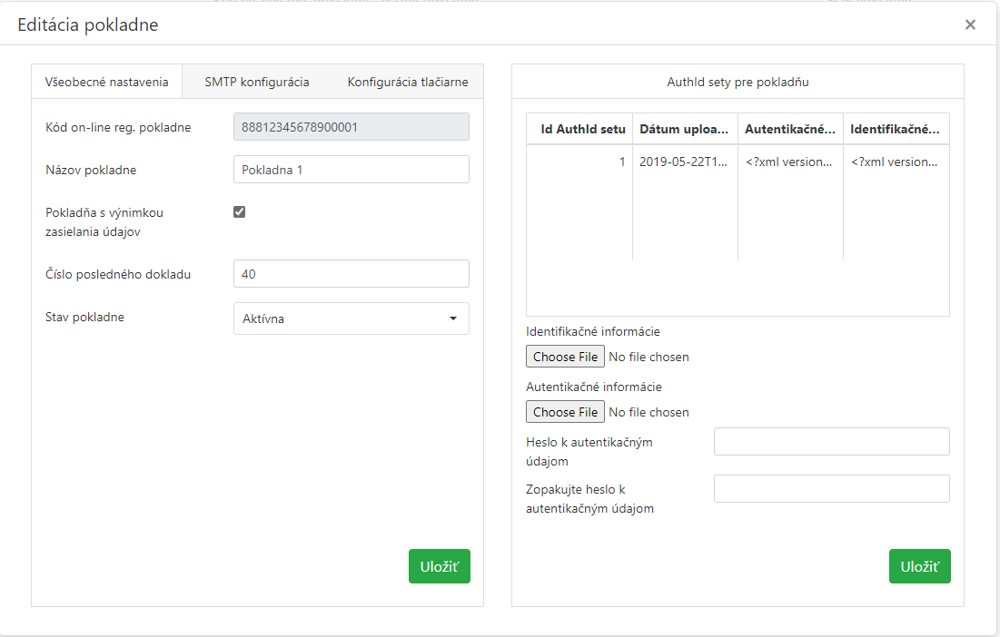 Editácia pokladne ×
Všeobecné nastavenia SMTP konfigurácia Konfigurácia tlačiarne
Kód on-line reg. pokladne 88812345678900001
Názov pokladne Pokladna 1
Pokladňa s výnimkou
zasielania údajov
Číslo posledného dokladu 40
Stav pokladne Aktívna
Uložiť
AuthId sety pre pokladňu
Id AuthId setu Dátum uploa... Autentikačné... Identifikačné...
1 2019-05-22T1... <?xml version... <?xml version...
Identifikačné informácie
Choose File No file chosen
Autentikačné informácie
Choose File No file chosen
Heslo k autentikačným
údajom
Zopakujte heslo k
autentikačným údajom
Uložiť